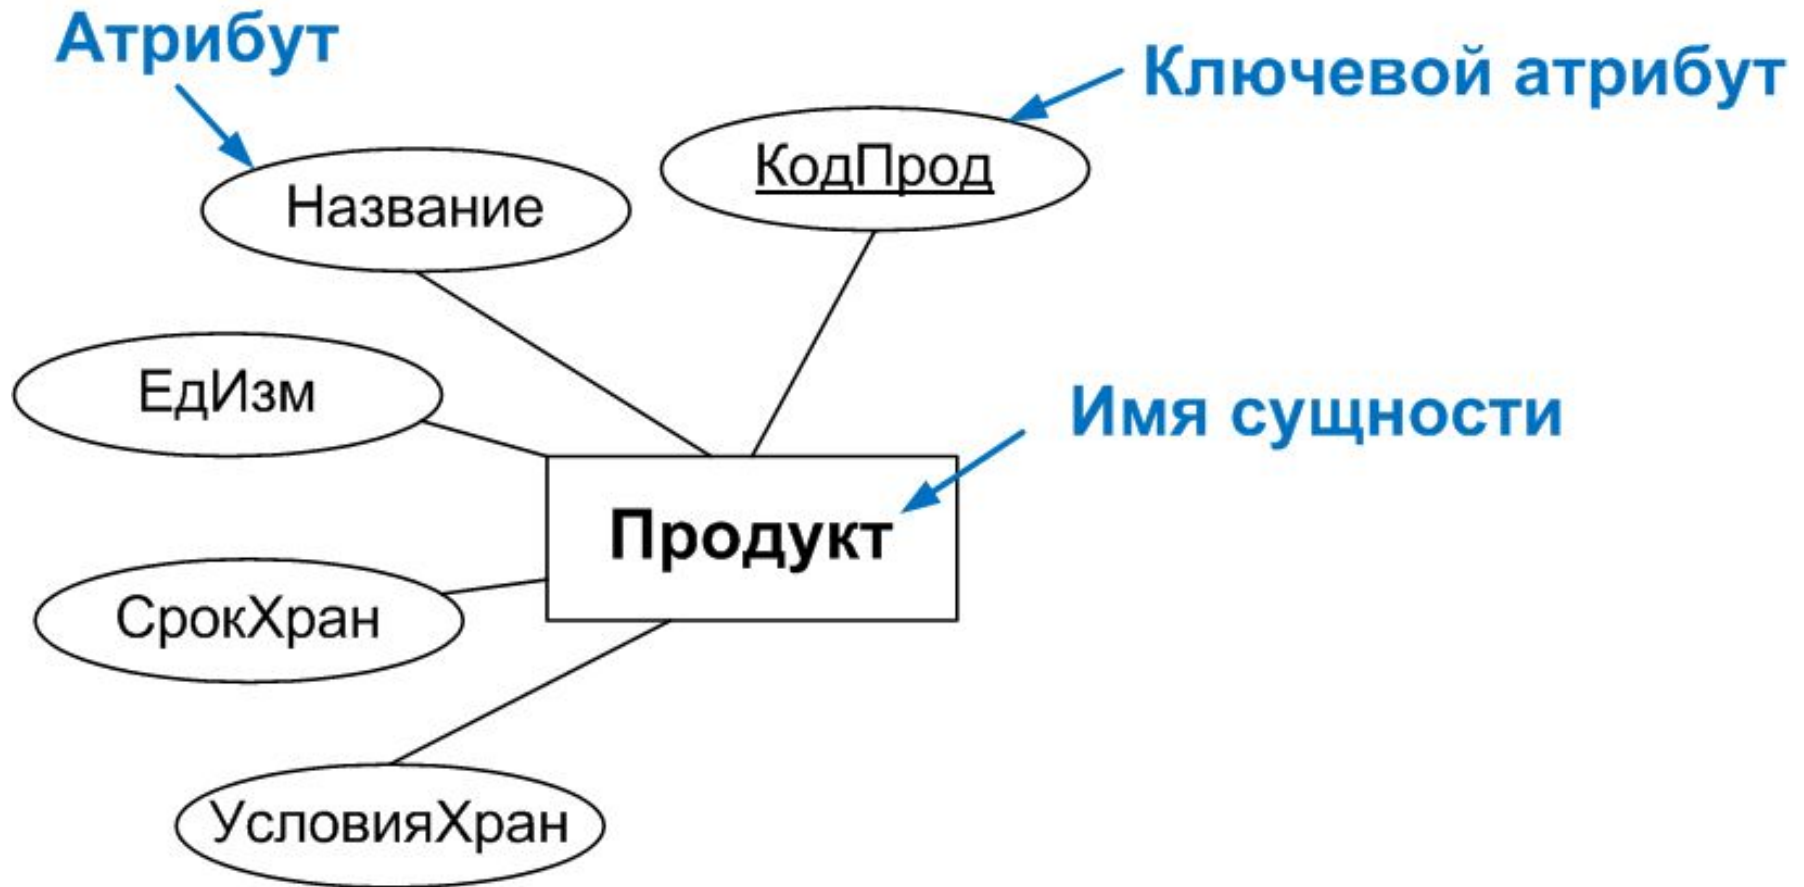 Атрибут
Ключевой атрибут
КодПрод
Название
ЕдИзм
Имя сущности
Продукт
СрокХран
УсловияХран